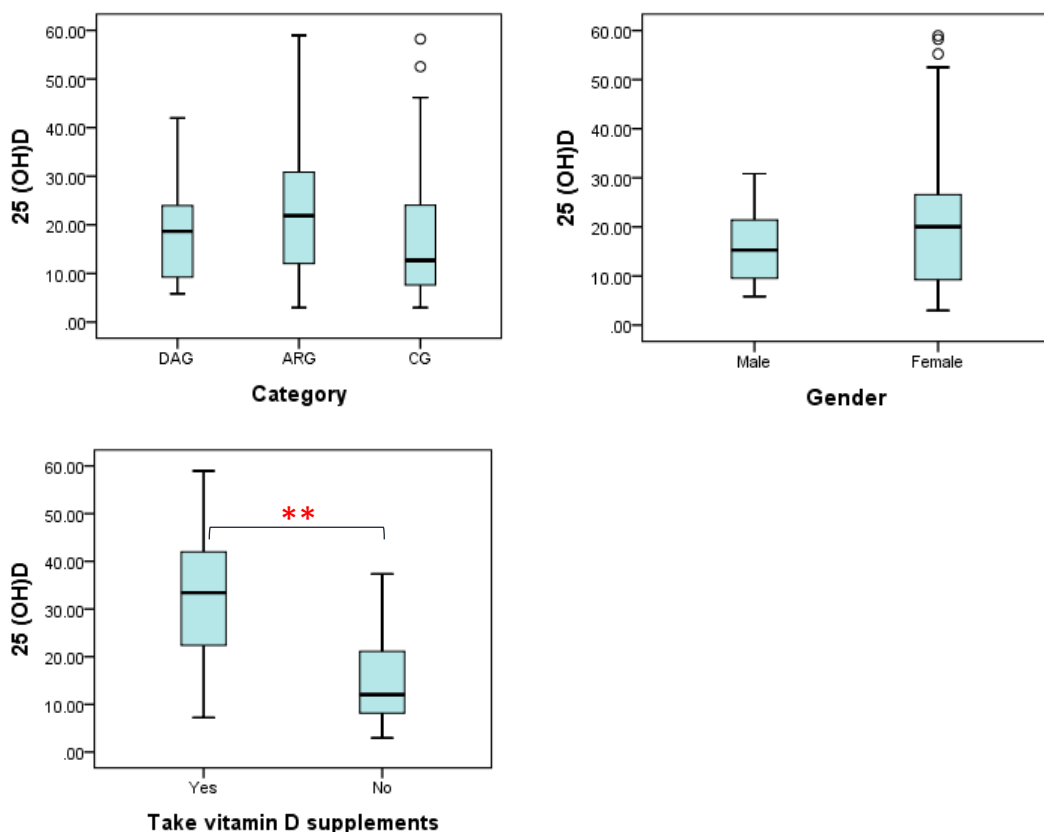 25 (OH)D
60.00
50.00
40.00
30.00
20.00
10.00
.00
DAG ARG CG
Category
25 (OH)D
60.00
50.00
40.00
30.00
20.00
10.00
.00
Male Female
Gender
25 (OH)D
60.00
50.00
40.00
30.00
20.00
10.00
.00
**
Yes No
Take vitamin D supplements